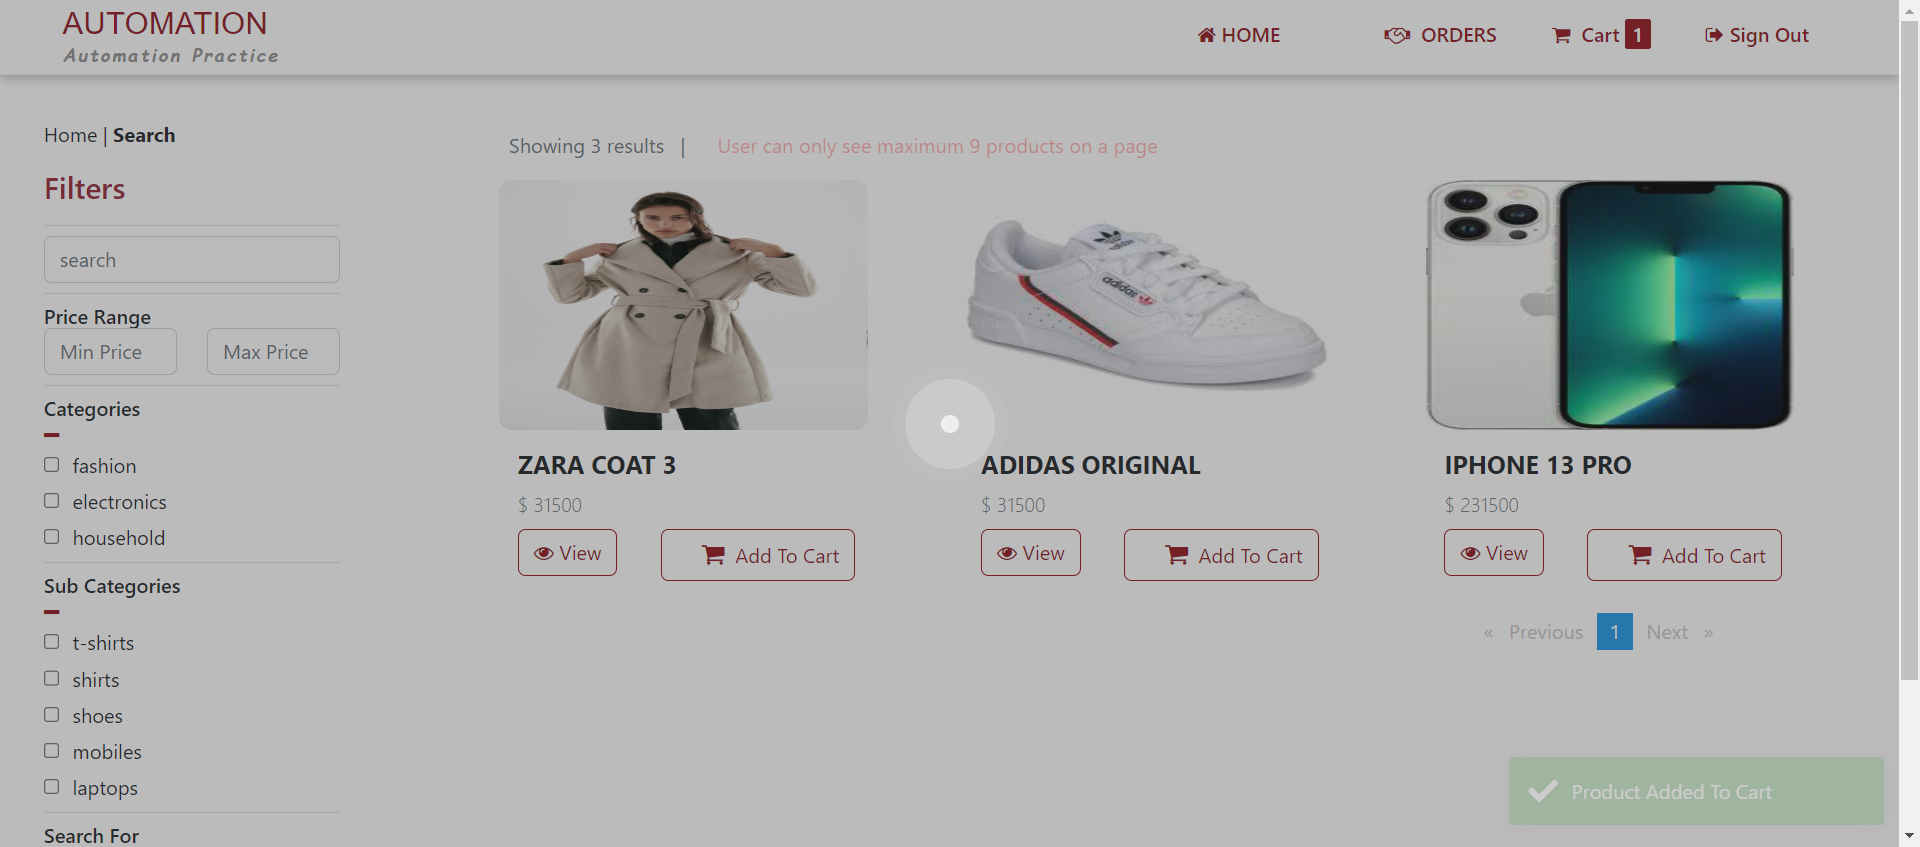 AUTOMATION
Automation Practice
HOME
ORDERS
Cart 1
Sign Out
Home | Search
Filters
search
Price Range
Min Price
Max Price
Categories
fashion
electronics
household
Sub Categories
t-shirts
shirts
shoes
mobiles
laptops
Search For
Showing 3 results | User can only see maximum 9 products on a page
ZARA COAT 3
$ 31500
View
Add To Cart
adidas
adidas
ADIDAS ORIGINAL
$ 31500
View
Add To Cart
IPHONE 13 PRO
$ 231500
View
Add To Cart
« Previous 1 Next »
Product Added To Cart